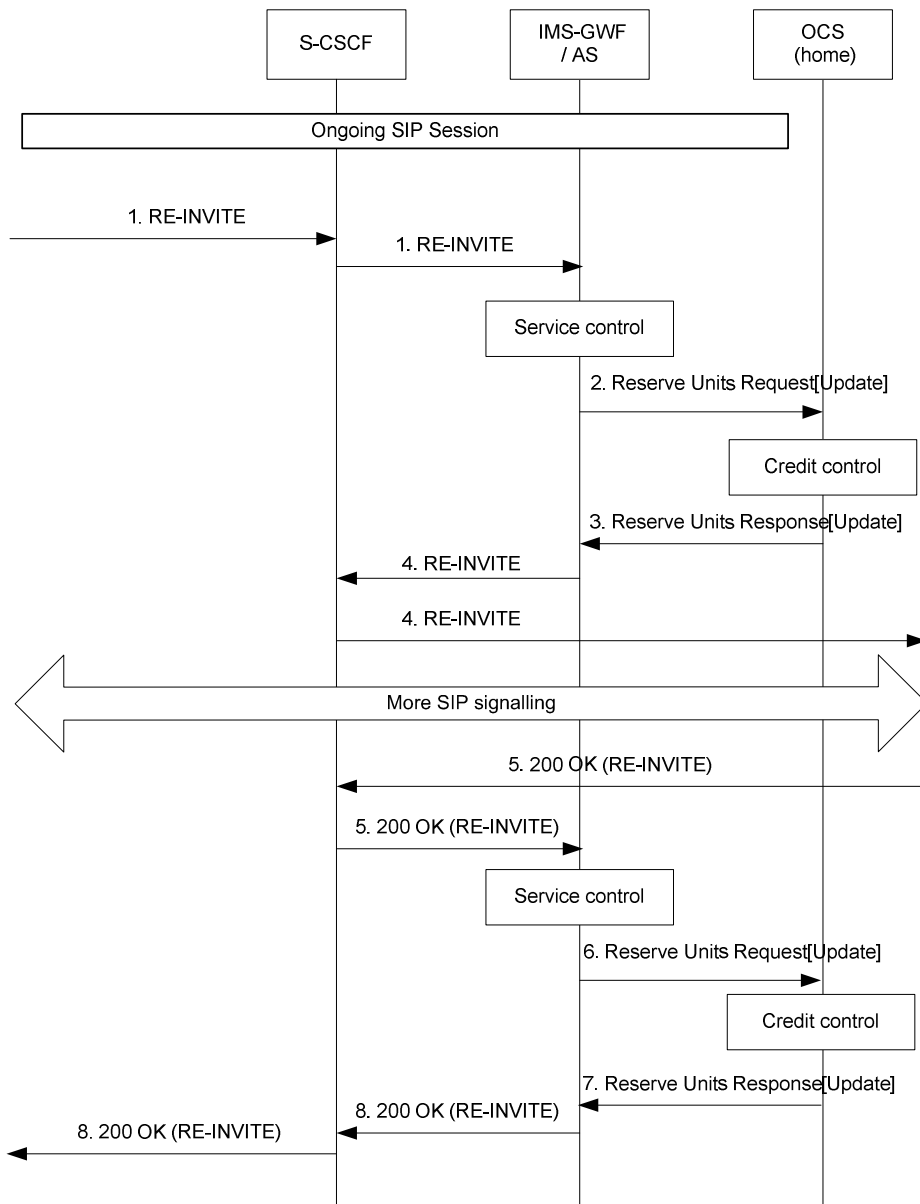 S-CSCF
IMS-GWF
/ AS
OCS
(home)
Ongoing SIP Session
1. RE-INVITE
1. RE-INVITE
Service control
2. Reserve Units Request[Update]
Credit control
3. Reserve Units Response[Update]
4. RE-INVITE
4. RE-INVITE
More SIP signalling
5. 200 OK (RE-INVITE)
5. 200 OK (RE-INVITE)
Service control
6. Reserve Units Request[Update]
Credit control
7. Reserve Units Response[Update]
8. 200 OK (RE-INVITE)
8. 200 OK (RE-INVITE)